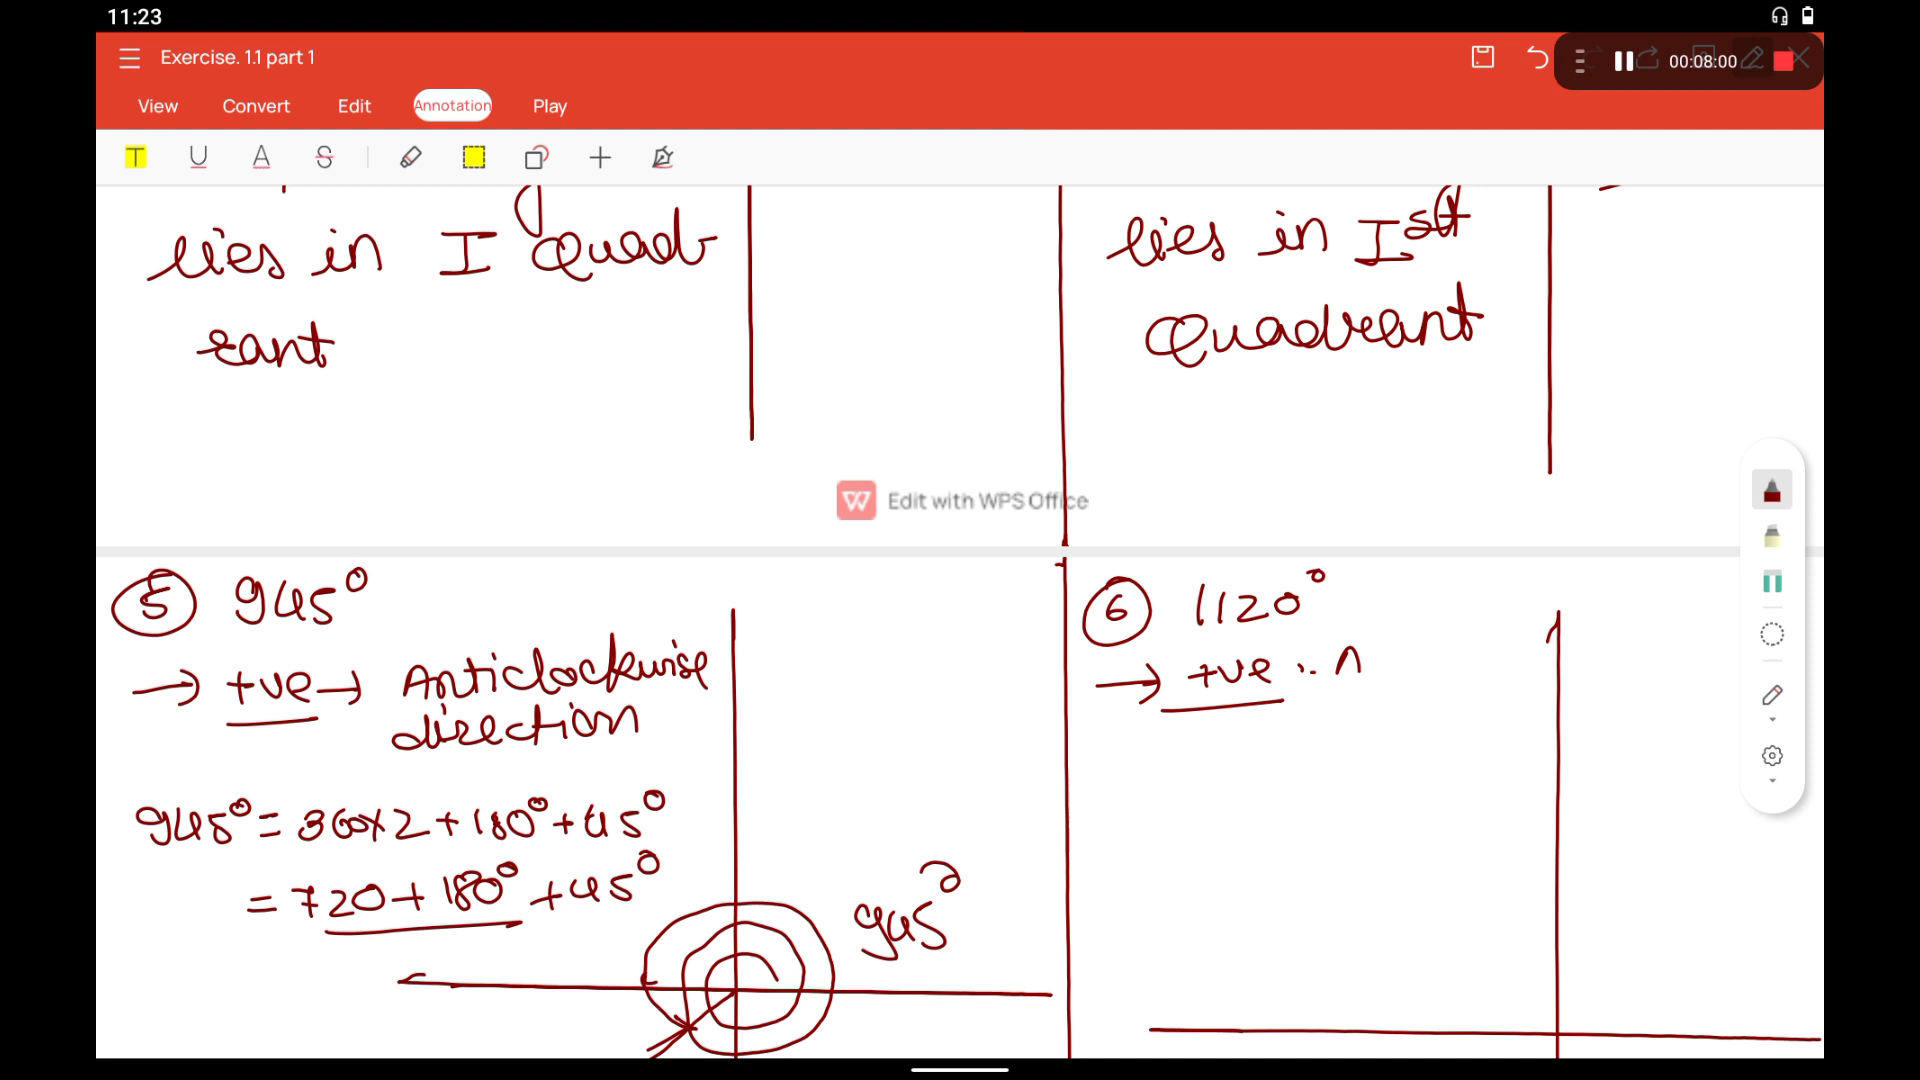 11:23
Exercise. 1.1 part 1
00:08:00
View Convert Edit Annotation Play
lies in I quad
rant
lies in Ist
Quadrant
Edit with WPS Office
5 945°
→ +ve → Anticlockwise
direction
945° = 360×2 + 180° + 45°
= 720 + 180° + 45°
945°
6 1120°
→ +ve : A